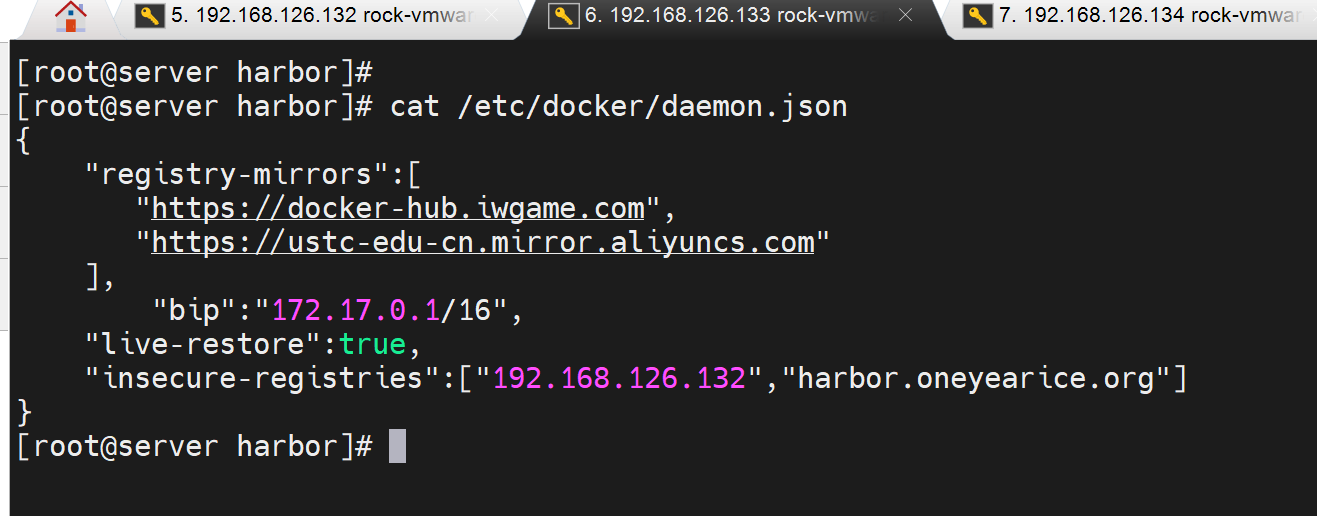 5. 192.168.126.132 rock-vmwar
6. 192.168.126.133 rock-vmwar
7. 192.168.126.134 rock-vmwar
[root@server harbor]#
[root@server harbor]# cat /etc/docker/daemon.json
{
    "registry-mirrors":[
       "https://docker-hub.iwgame.com",
       "https://ustc-edu-cn.mirror.aliyuncs.com"
    ],
        "bip":"172.17.0.1/16",
    "live-restore":true,
    "insecure-registries":["192.168.126.132","harbor.oneyearice.org"]
}
[root@server harbor]#